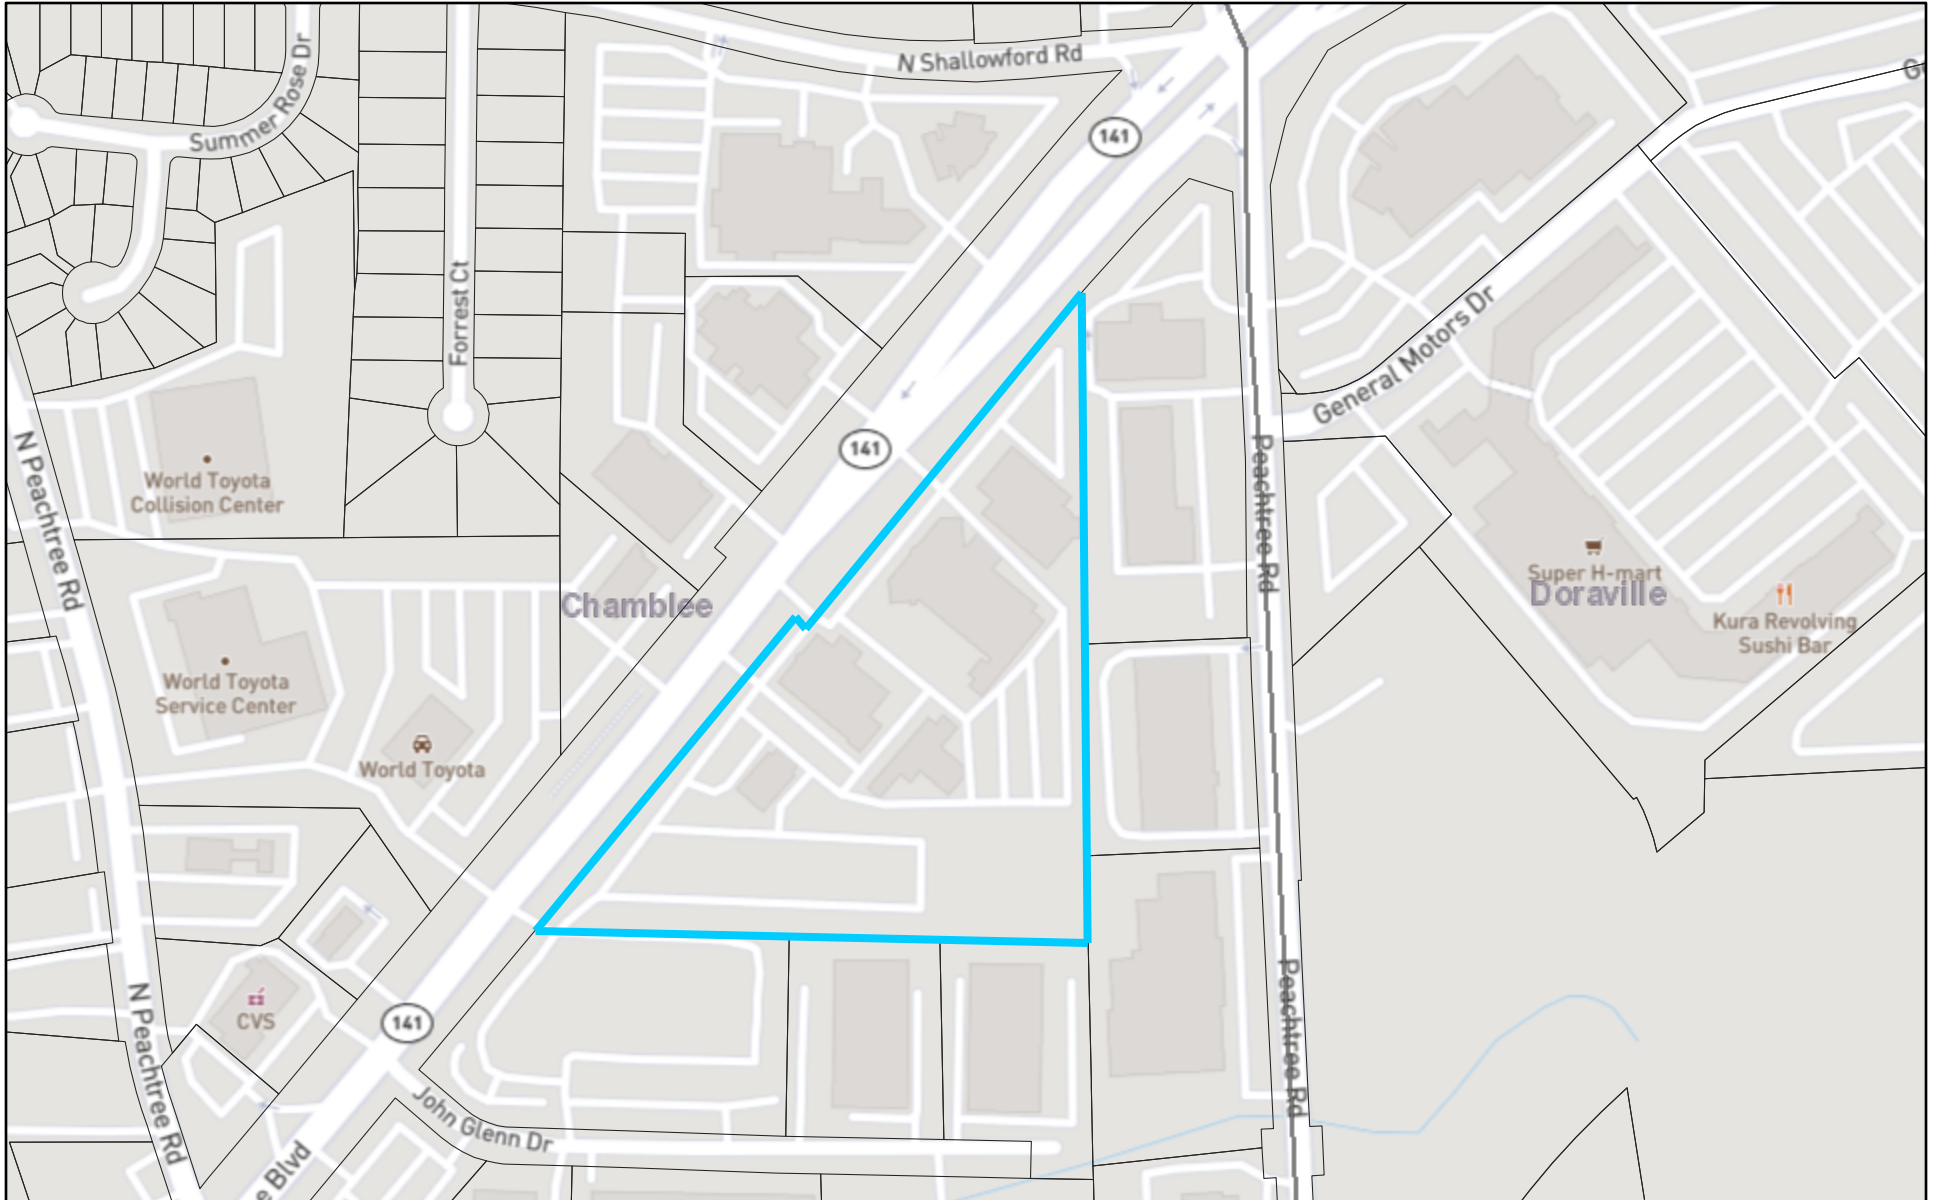 N Shallowford Rd
Summer Rose Dr
141
Forrest Ct
General Motors Dr
141
N Peachtree Rd
World Toyota
Collision Center
Peachtree Rd
Super H-mart
Doraville
Kura Revolving
Sushi Bar
Chamblee
World Toyota
Service Center
World Toyota
CVS
141
N Peachtree Rd
Peachtree Rd
John Glenn Dr
e Blvd